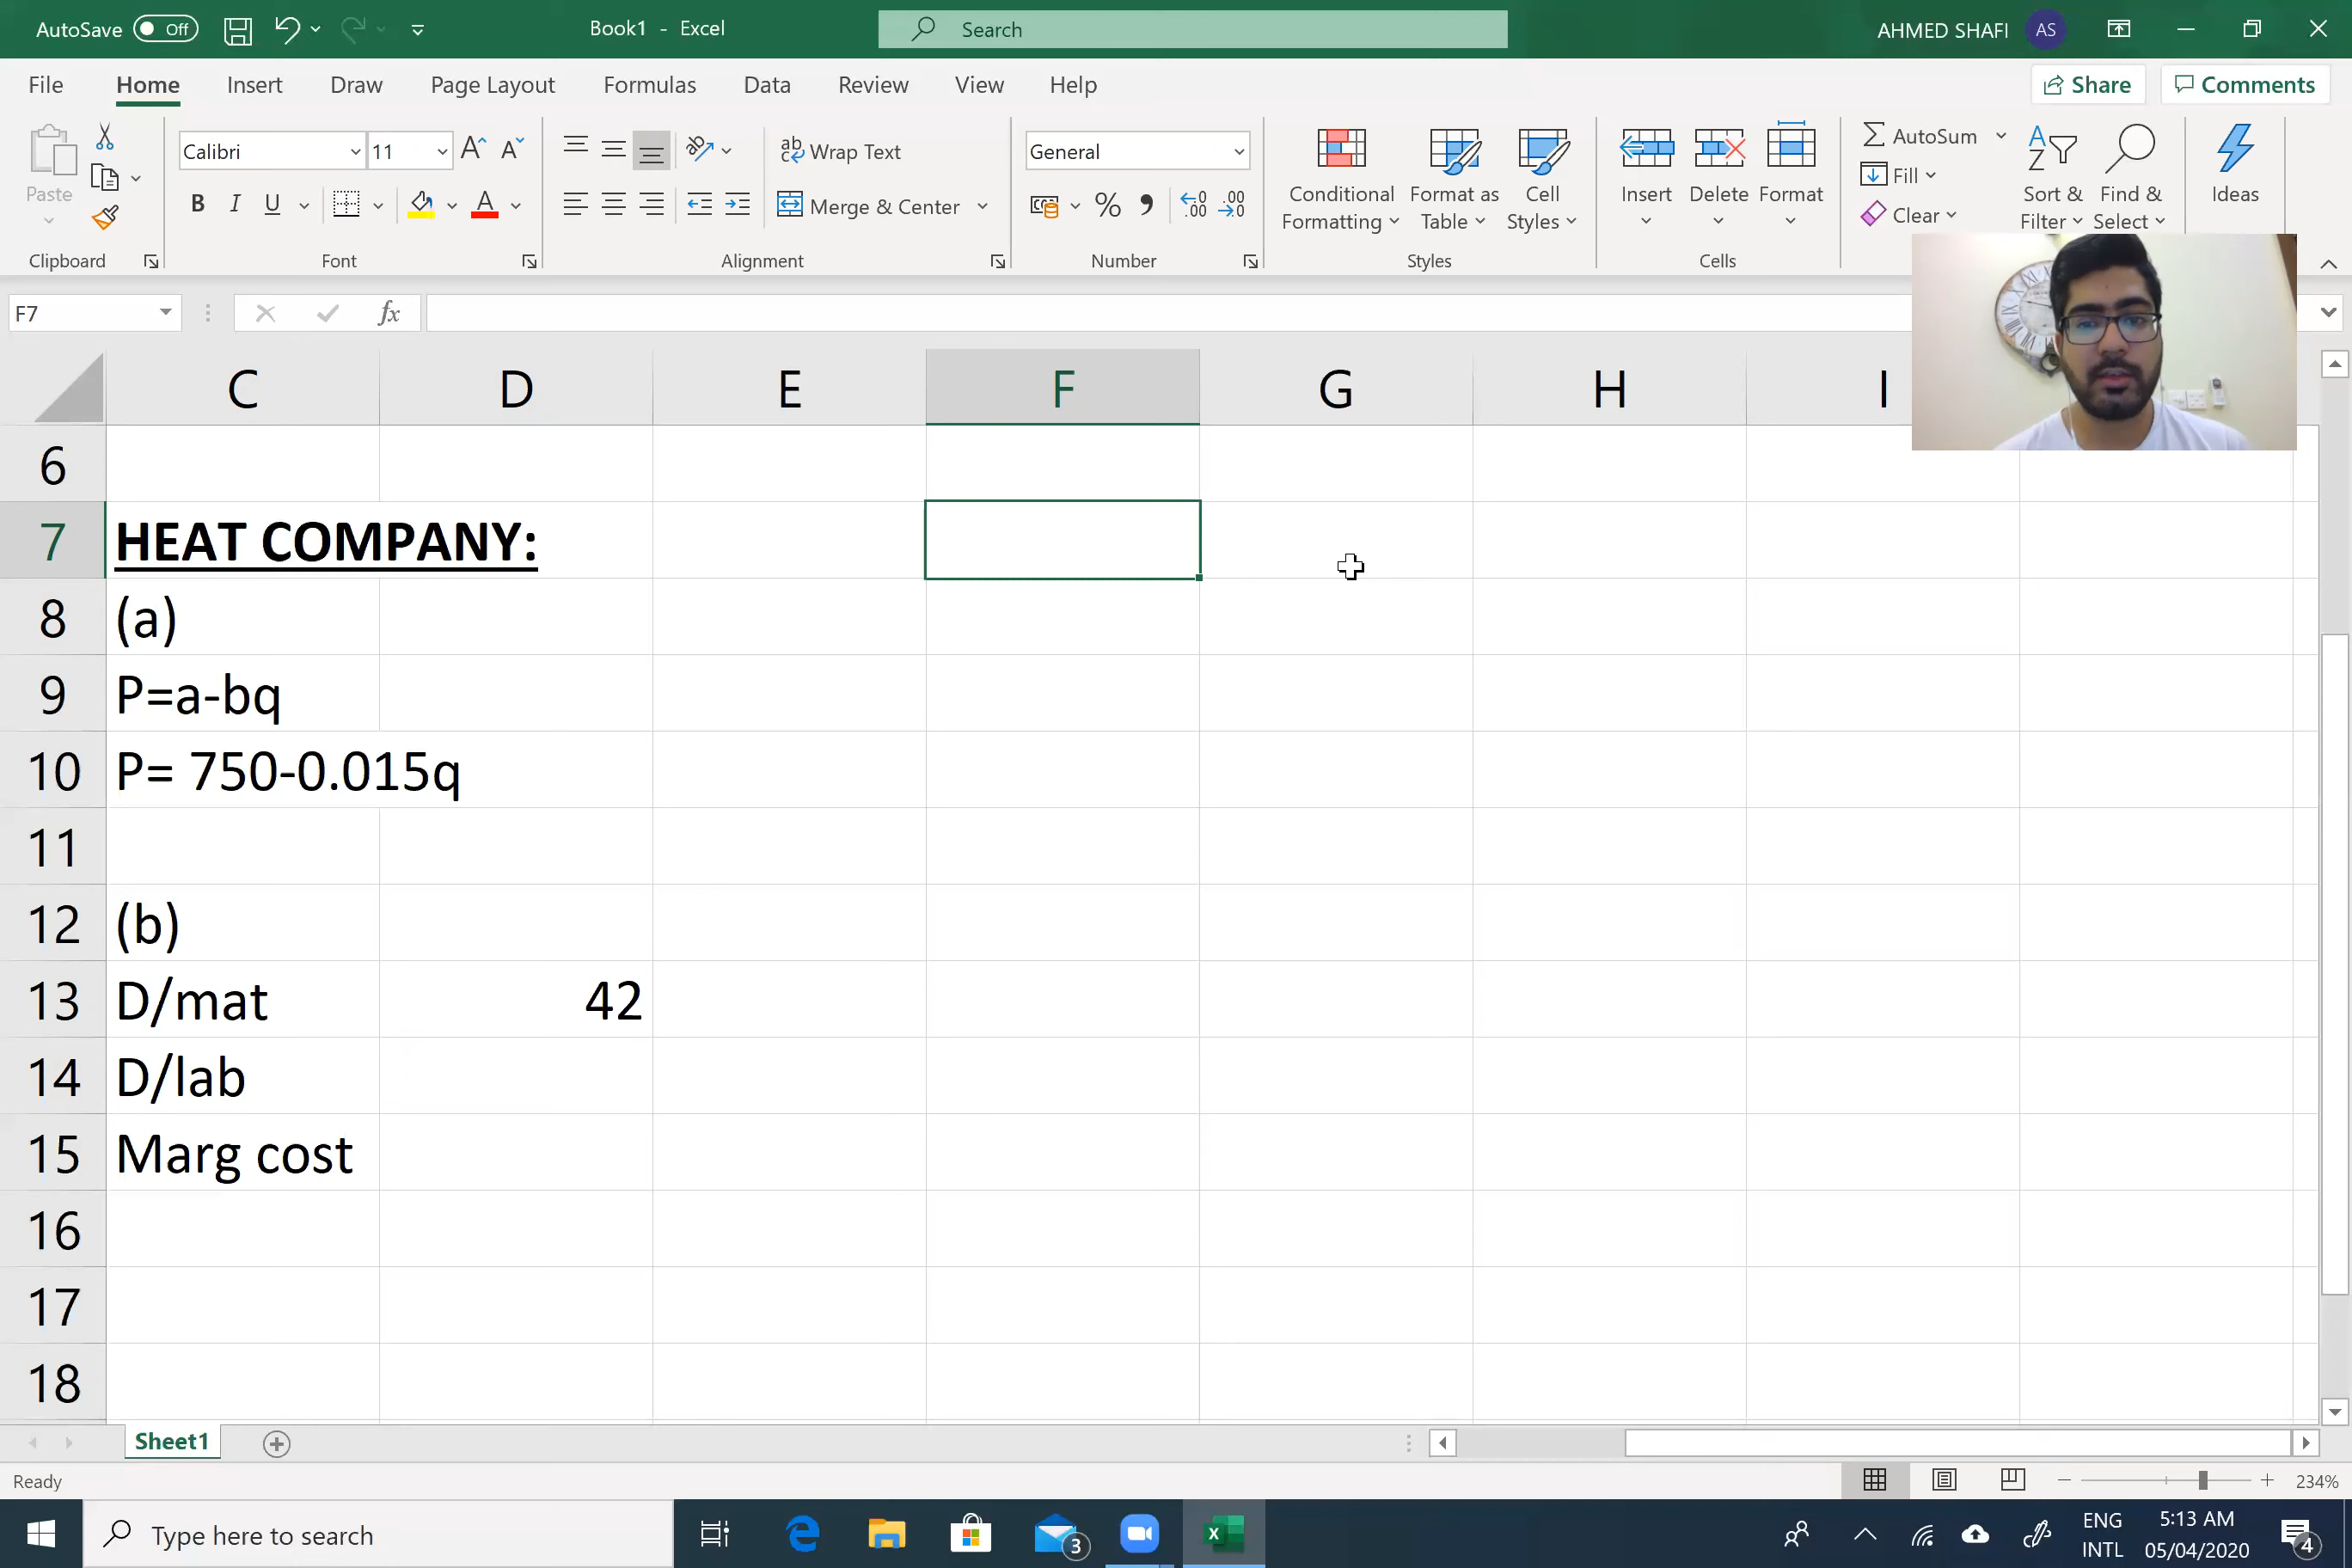 AutoSave Off Book1 - Excel Search AHMED SHAFI AS
File Home Insert Draw Page Layout Formulas Data Review View Help Share Comments
Paste
Clipboard
Calibri 11
B I U
Font
Wrap Text
Merge & Center
Alignment
General
Number
Conditional Formatting
Format as Table
Cell Styles
Styles
Insert Delete Format
Cells
AutoSum
Fill
Clear
Sort & Filter
Find & Select
Ideas
F7 fx
C D E F G H I
6
7 HEAT COMPANY:
8 (a)
9 P=a-bq
10 P= 750-0.015q
11
12 (b)
13 D/mat 42
14 D/lab
15 Marg cost
16
17
18
Sheet1
Ready 234%
Type here to search 3 ENG INTL 5:13 AM 05/04/2020 4